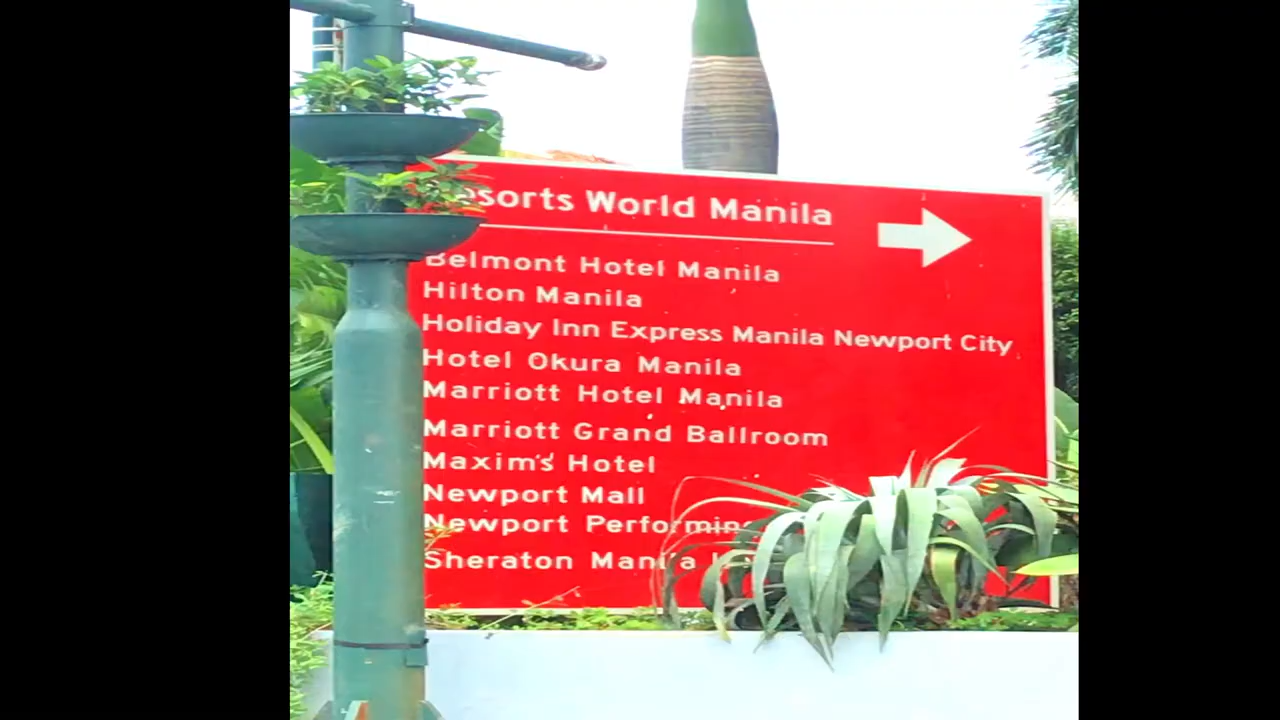 Resorts World Manila
Belmont Hotel Manila
Hilton Manila
Holiday Inn Express Manila Newport City
Hotel Okura Manila
Marriott Hotel Manila
Marriott Grand Ballroom
Maxim's Hotel
Newport Mall
Newport Performing
Sheraton Manila